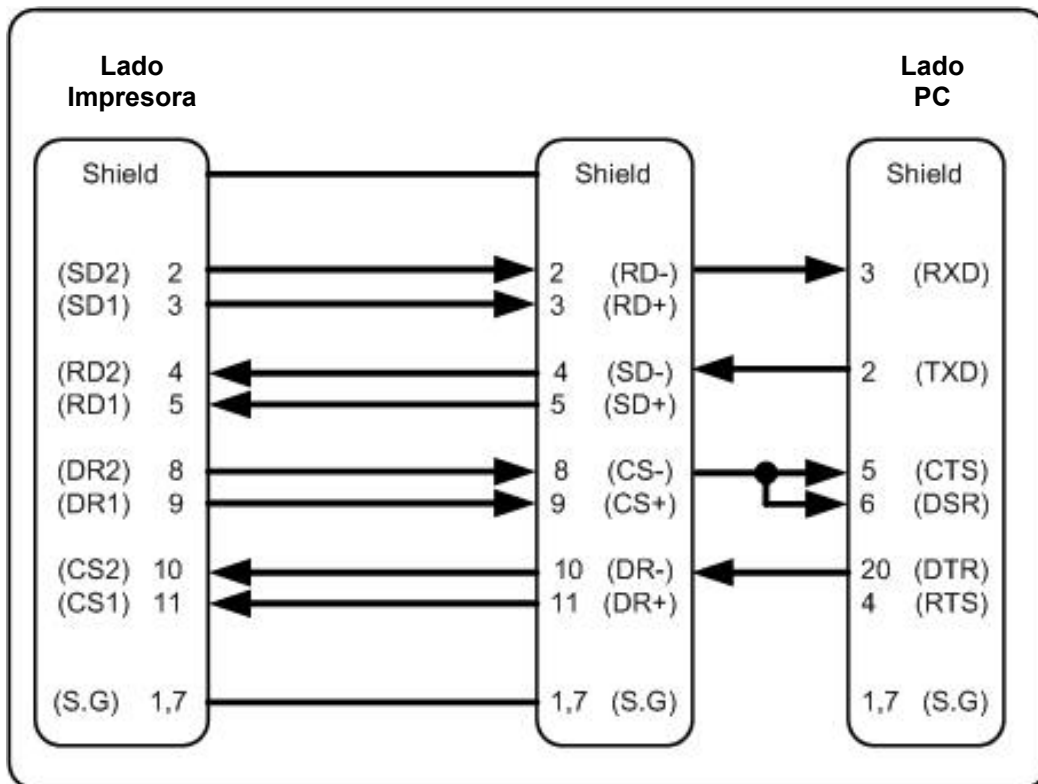 Lado
Impresora
Lado
PC
Shield
Shield
Shield
(SD2) 2
2 (RD-)
3 (RXD)
(SD1) 3
3 (RD+)
(RD2) 4
4 (SD-)
2 (TXD)
(RD1) 5
5 (SD+)
(DR2) 8
8 (CS-)
5 (CTS)
(DR1) 9
9 (CS+)
6 (DSR)
(CS2) 10
10 (DR-)
20 (DTR)
(CS1) 11
11 (DR+)
4 (RTS)
(S.G) 1,7
1,7 (S.G)
1,7 (S.G)